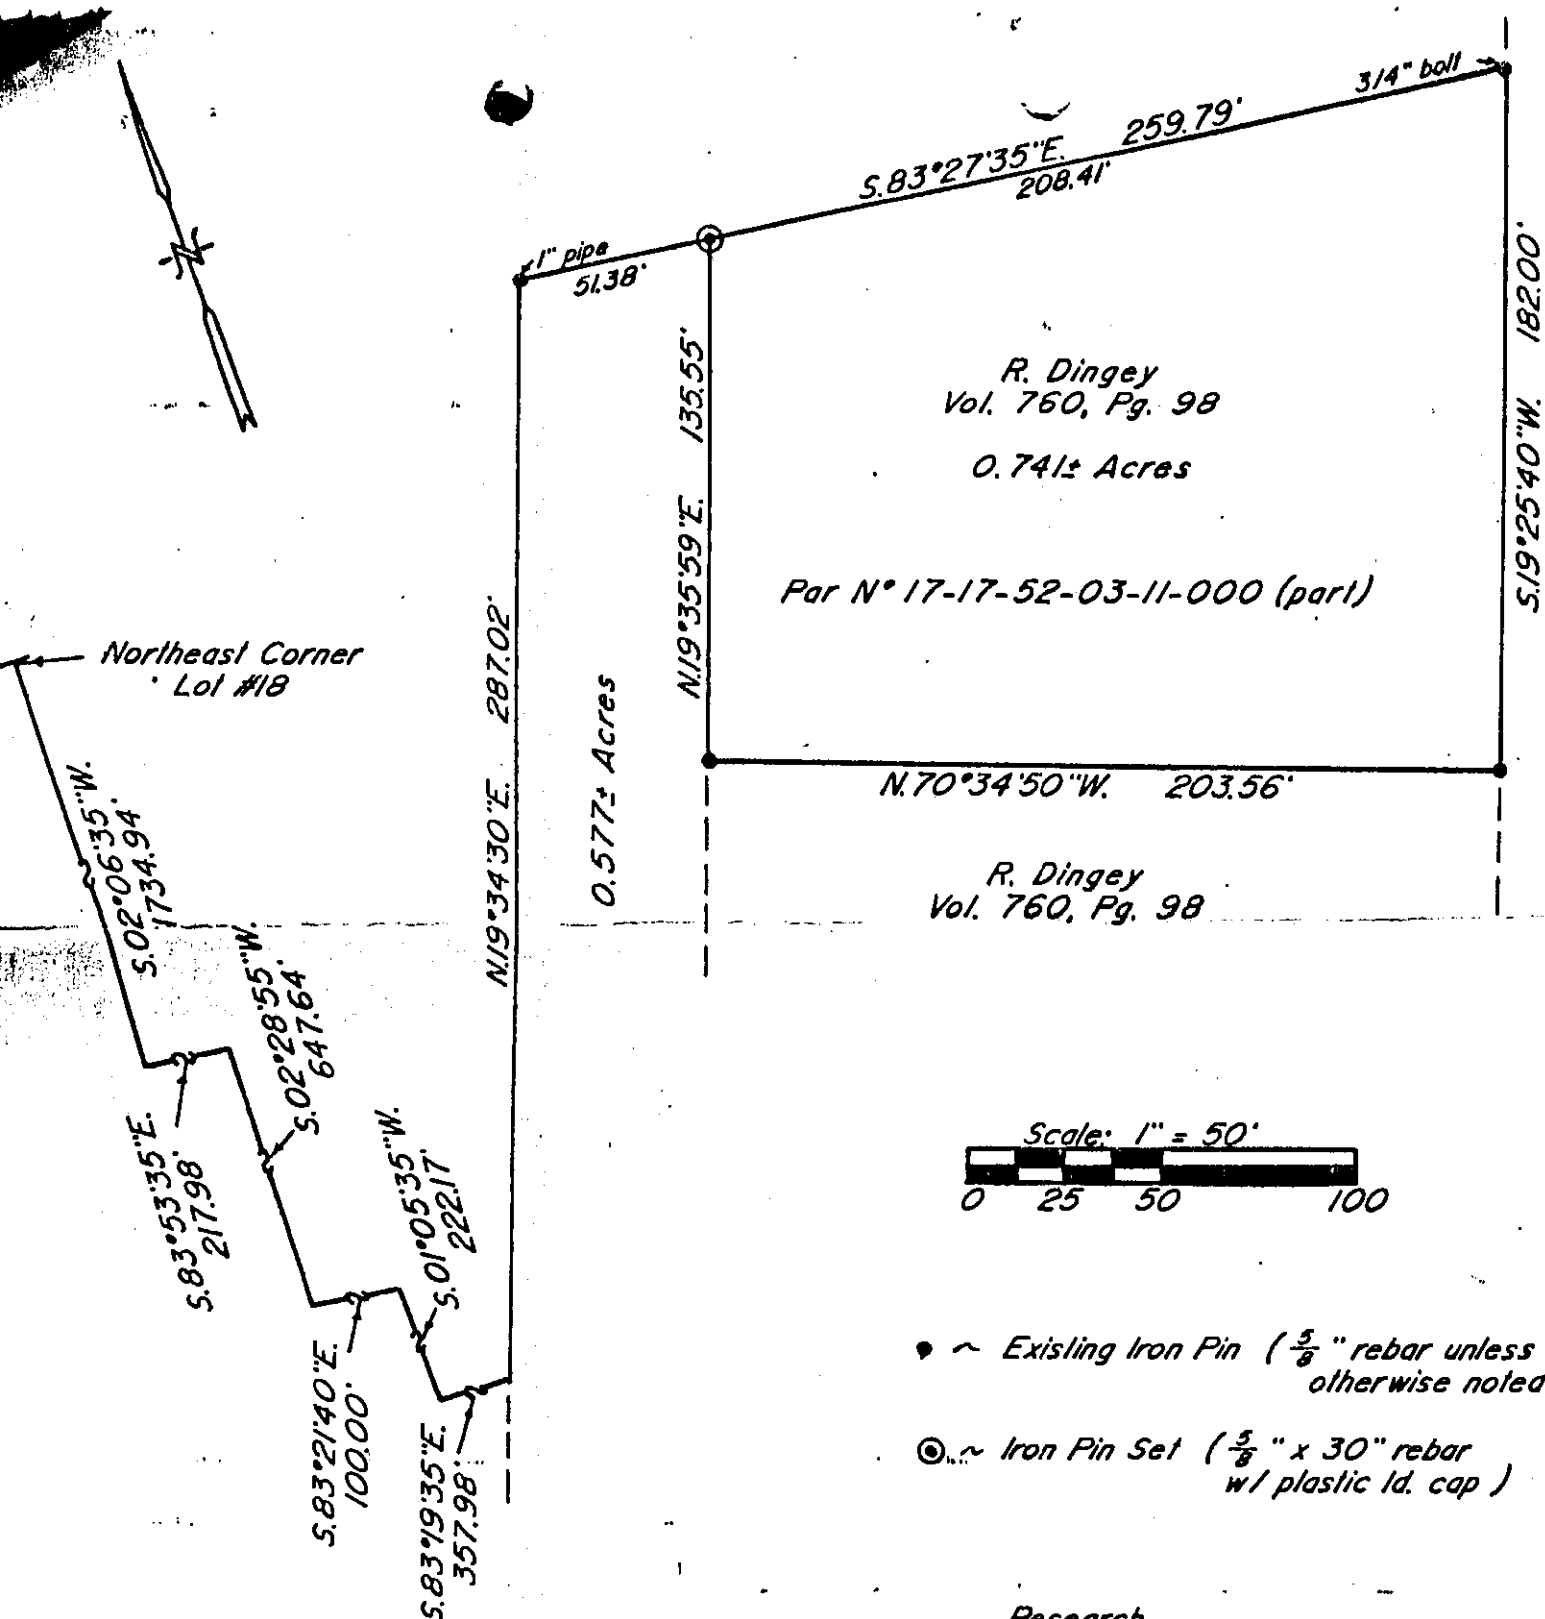 3/4" bolt
S.83°27'35"E. 259.79'
208.41'
1" pipe
51.38'
N.19°35'59"E. 135.55'
S.19°25'40"W. 182.00'
R. Dingey
Vol. 760, Pg. 98
0.741± Acres
Par Nº 17-17-52-03-11-000 (part)
N.70°34'50"W. 203.56'
R. Dingey
Vol. 760, Pg. 98
N.19°34'30"E. 287.02'
0.577± Acres
Northeast Corner
Lot #18
S.02°06'35"W.
1734.94'
S.83°53'35"E.
217.98'
S.02°28'55"W.
647.64'
S.83°21'40"E.
100.00'
S.01°05'35"W.
222.17'
S.83°19'35"E.
357.98'
Scale: 1" = 50'
0 25 50 100
~ Existing Iron Pin ( 5/8 " rebar unless
otherwise noted
~ Iron Pin Set ( 5/8 " x 30" rebar
w/ plastic Id. cap )
Research